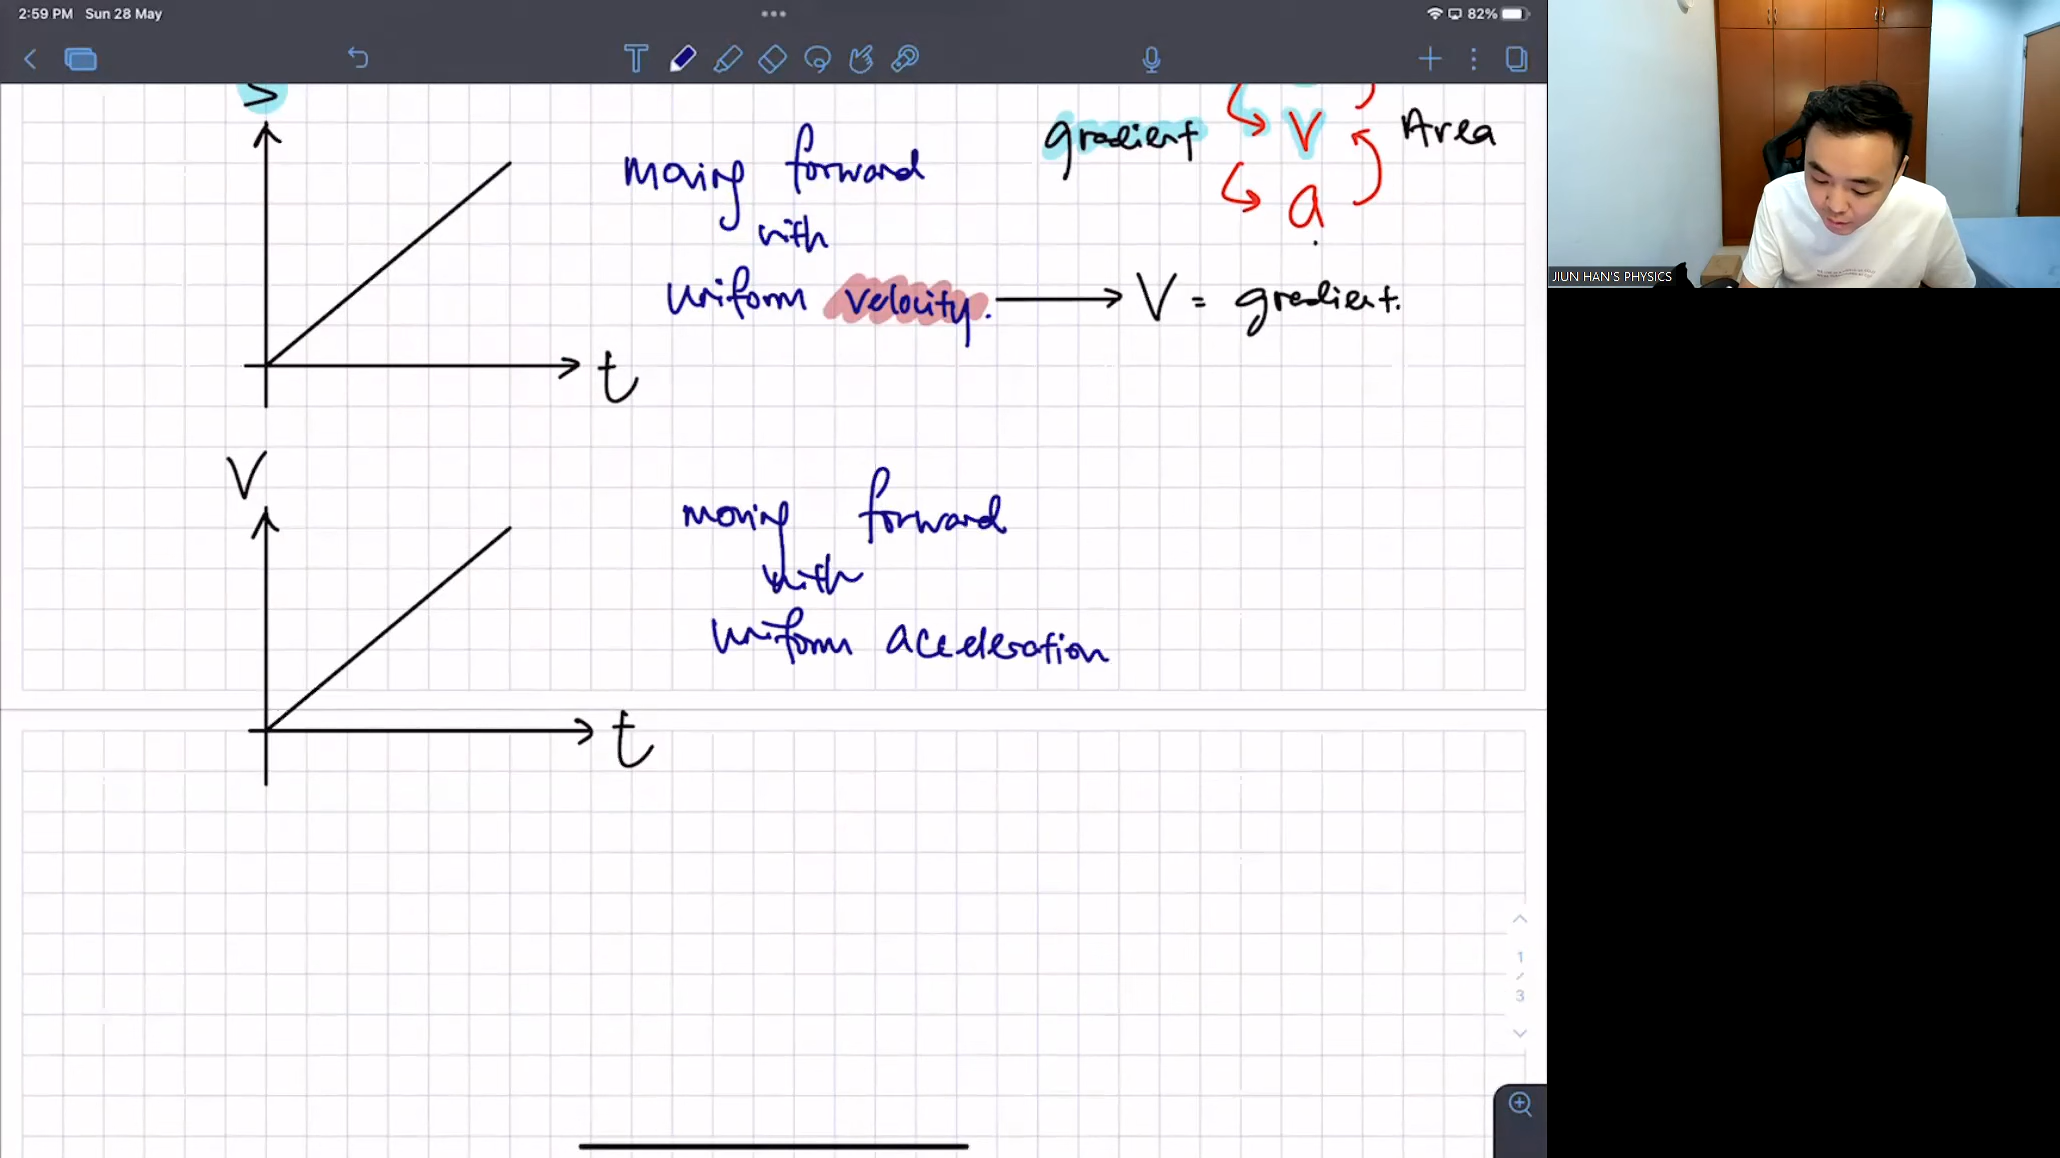 2:59 PM Sun 28 May
82%
S
gradient
V
Area
moving forward
a
with
uniform velocity.
V = gradient.
t
V
moving forward
with
uniform aceleration
t
1
/
3
JIUN HAN'S PHYSICS